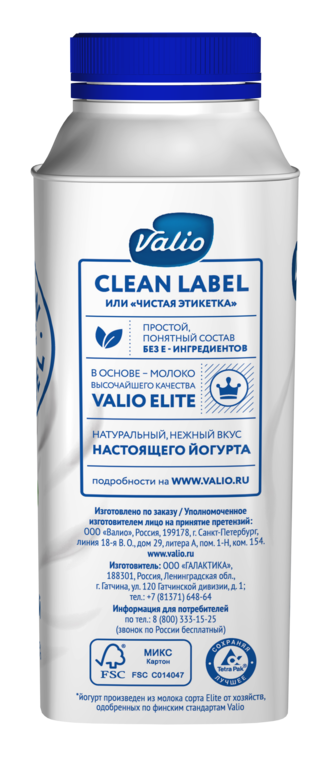 Valio
CLEAN LABEL
ИЛИ «ЧИСТАЯ ЭТИКЕТКА»
ПРОСТОЙ,
ПОНЯТНЫЙ СОСТАВ
БЕЗ Е - ИНГРЕДИЕНТОВ
В ОСНОВЕ – МОЛОКО
ВЫСОЧАЙШЕГО КАЧЕСТВА
VALIO ELITE
НАТУРАЛЬНЫЙ, НЕЖНЫЙ ВКУС
НАСТОЯЩЕГО ЙОГУРТА
подробности на WWW.VALIO.RU
Изготовлено по заказу / Уполномоченное
изготовителем лицо на принятие претензий:
ООО «Валио», Россия, 199178, г. Санкт-Петербург,
линия 18-я В. О., дом 29, литера А, пом. 1-Н, ком. 154.
www.valio.ru
Изготовитель: ООО «ГАЛАКТИКА»,
188301, Россия, Ленинградская обл.,
г. Гатчина, ул. 120 Гатчинской дивизии, д. 1;
тел.: +7 (81371) 648-64
Информация для потребителей
по тел.: 8 (800) 333-15-25
(звонок по России бесплатный)
FSC
МИКС
Картон
FSC C014047
СОХРАНЯЯ
Tetra Pak
ЛУЧШЕЕ
*йогурт произведен из молока сорта Elite от хозяйств,
одобренных по финским стандартам Valio